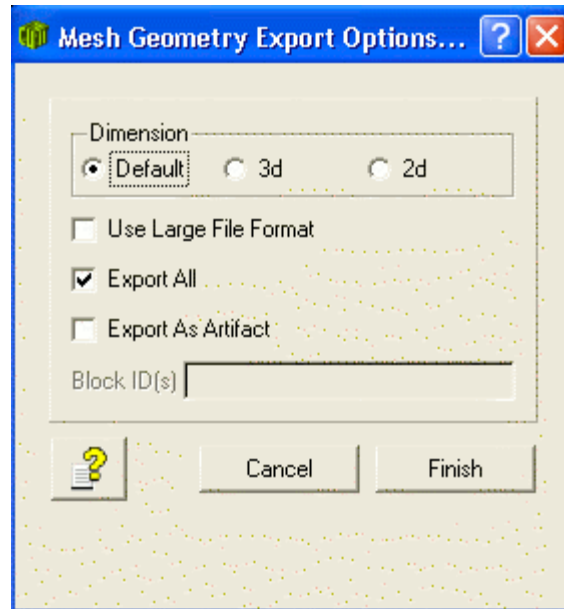 Mesh Geometry Export Options...
Dimension
Default 3d 2d
Use Large File Format
Export All
Export As Artifact
Block ID(s)
Cancel Finish